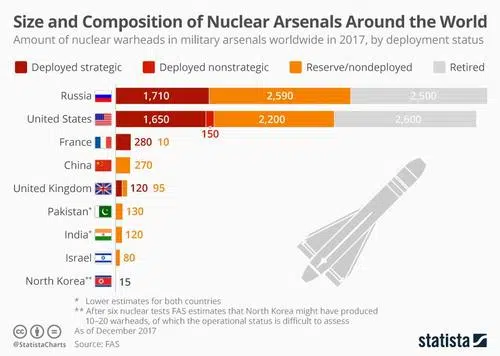 Size and Composition of Nuclear Arsenals Around the World
Amount of nuclear warheads in military arsenals worldwide in 2017, by deployment status
Deployed strategic Deployed nonstrategic Reserve/nondeployed Retired
Russia 1,710 2,590 2,500
United States 1,650 150 2,200 2,600
France 280 10
China 270
United Kingdom 120 95
Pakistan* 130
India* 120
Israel 80
North Korea** 15
* Lower estimates for both countries
** After six nuclear tests FAS estimates that North Korea might have produced
10–20 warheads, of which the operational status is difficult to assess
As of December 2017
@StatistaCharts Source: FAS
statista